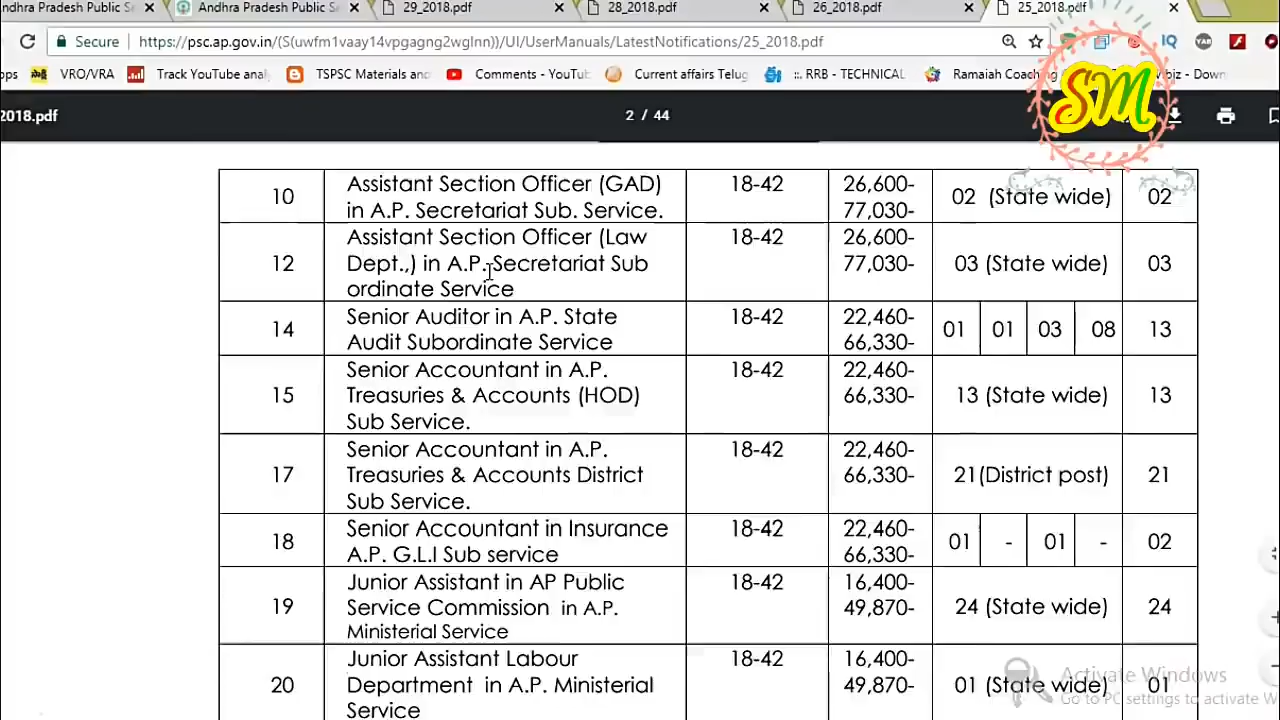 ndhra Pradesh Public Se
Andhra Pradesh Public S
29_2018.pdf
28_2018.pdf
26_2018.pdf
25_2018.pdf
Secure
https://psc.ap.gov.in/(S(uwfm1vaay14vpgagng2wglnn))/UI/UserManuals/LatestNotifications/25_2018.pdf
IQ
YAB
VRO/VRA
Track YouTube anal
TSPSC Materials and
Comments - YouTub
Current affairs Telug
::. RRB - TECHNICAL
Ramaiah Coaching
SM
2018.pdf
2 / 44
10
Assistant Section Officer (GAD)
in A.P. Secretariat Sub. Service.
18-42
26,600-
77,030-
02 (State wide)
02
12
Assistant Section Officer (Law
Dept.,) in A.P. Secretariat Sub
ordinate Service
18-42
26,600-
77,030-
03 (State wide)
03
14
Senior Auditor in A.P. State
Audit Subordinate Service
18-42
22,460-
66,330-
01 01 03 08
13
15
Senior Accountant in A.P.
Treasuries & Accounts (HOD)
Sub Service.
18-42
22,460-
66,330-
13 (State wide)
13
17
Senior Accountant in A.P.
Treasuries & Accounts District
Sub Service.
18-42
22,460-
66,330-
21(District post)
21
18
Senior Accountant in Insurance
A.P. G.L.I Sub service
18-42
22,460-
66,330-
01 - 01 -
02
19
Junior Assistant in AP Public
Service Commission in A.P.
Ministerial Service
18-42
16,400-
49,870-
24 (State wide)
24
20
Junior Assistant Labour
Department in A.P. Ministerial
Service
18-42
16,400-
49,870-
01 (State wide)
01
Activate Windows
Go to PC settings to activate W